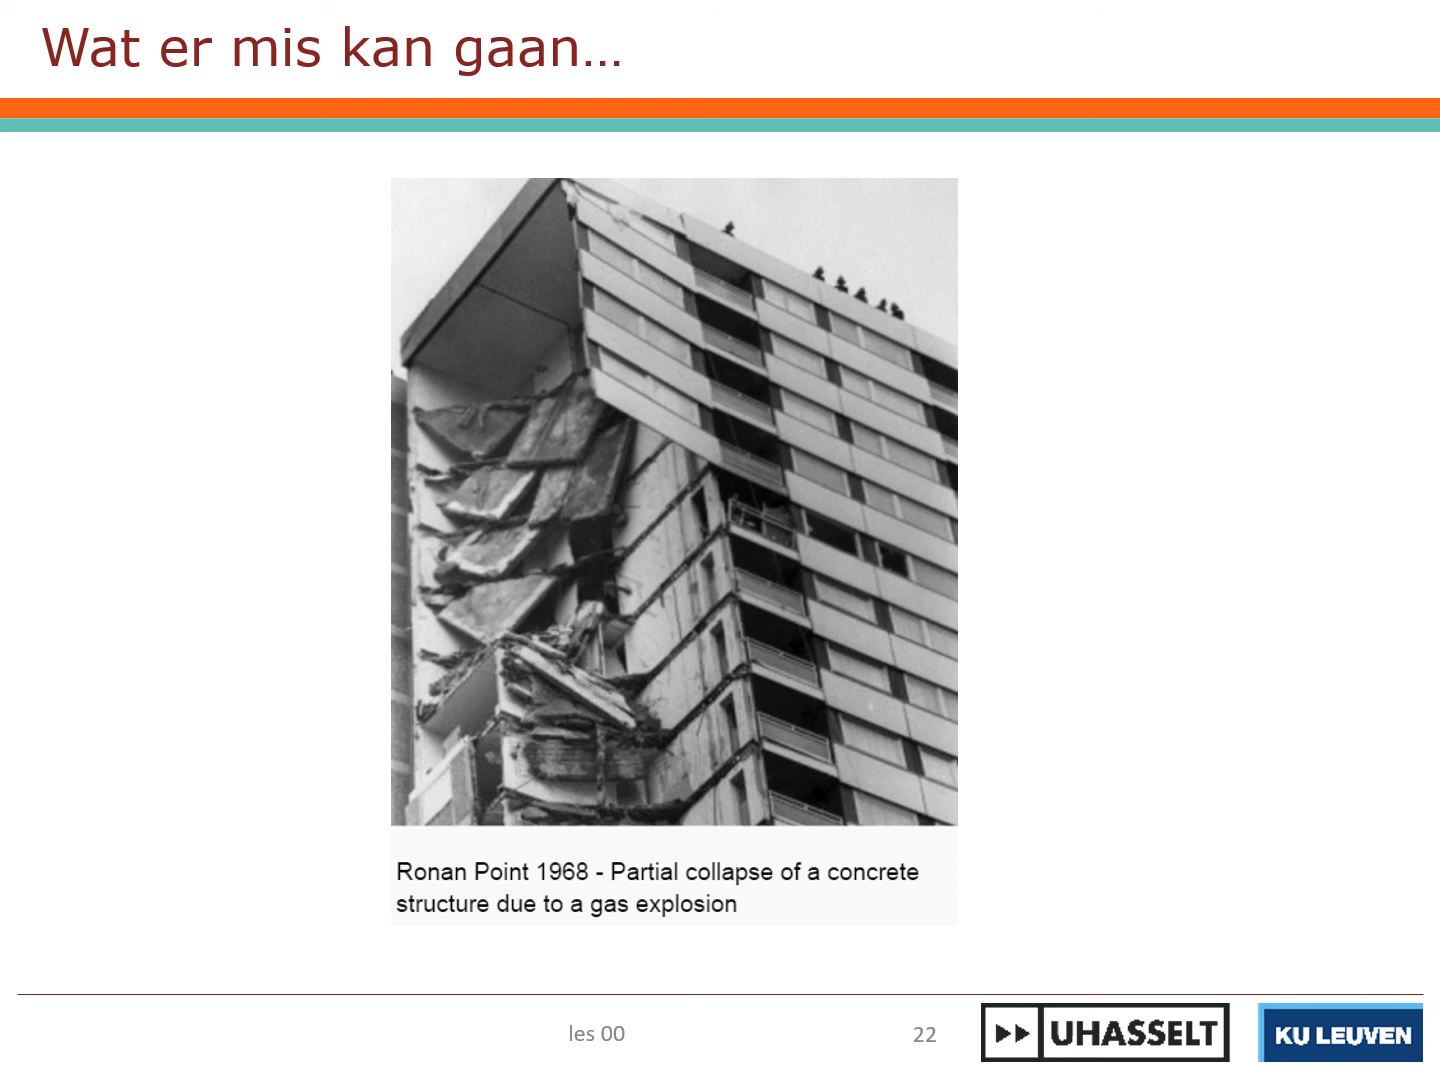 Wat er mis kan gaan…
Ronan Point 1968 - Partial collapse of a concrete
structure due to a gas explosion
les 00
22
UHASSELT
KU LEUVEN